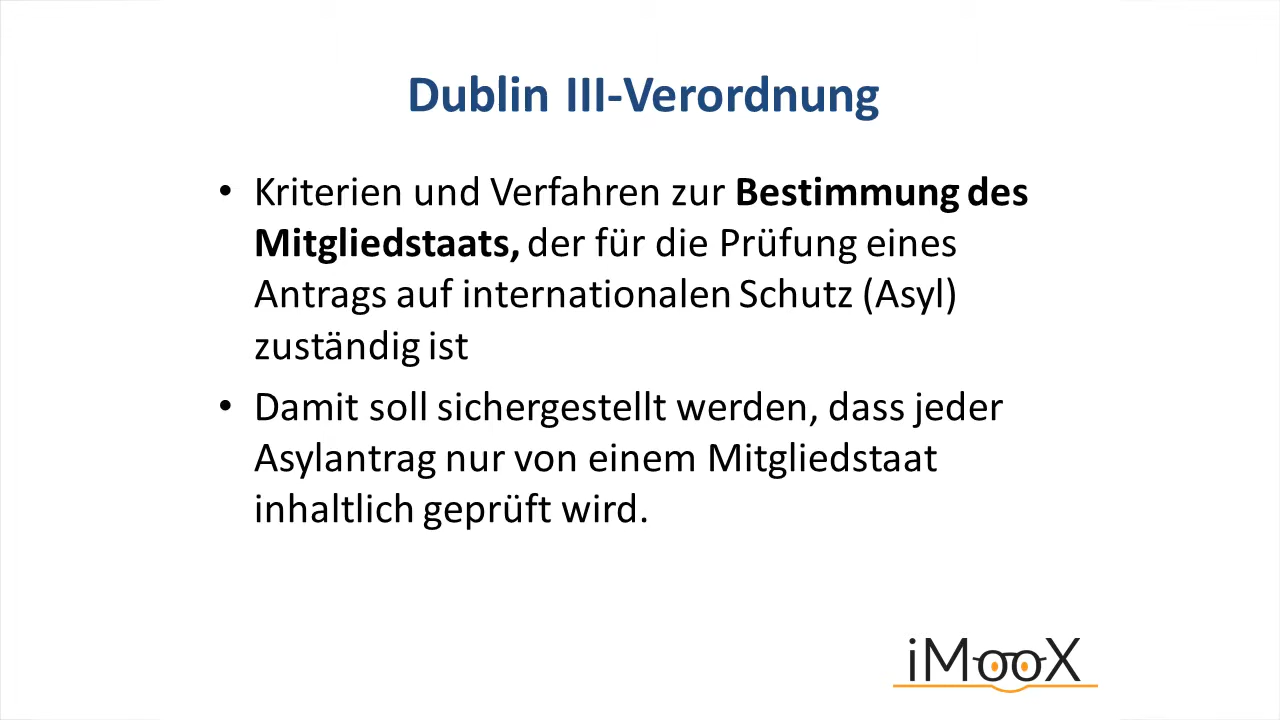 Dublin III-Verordnung
• Kriterien und Verfahren zur Bestimmung des
Mitgliedstaats, der für die Prüfung eines
Antrags auf internationalen Schutz (Asyl)
zuständig ist
• Damit soll sichergestellt werden, dass jeder
Asylantrag nur von einem Mitgliedstaat
inhaltlich geprüft wird.
iMooX